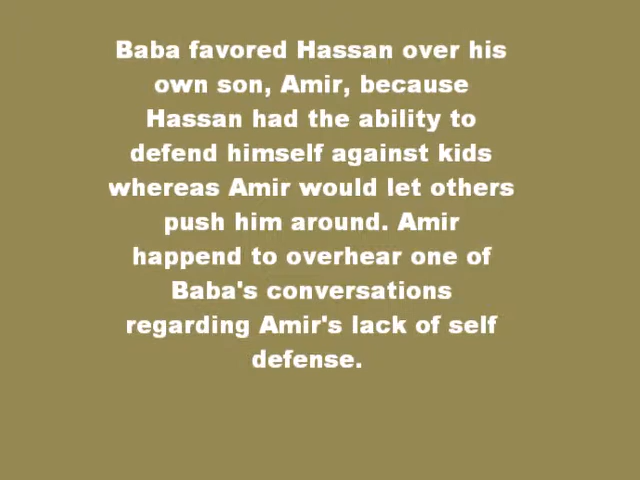 Baba favored Hassan over his
own son, Amir, because
Hassan had the ability to
defend himself against kids
whereas Amir would let others
push him around. Amir
happend to overhear one of
Baba's conversations
regarding Amir's lack of self
defense.